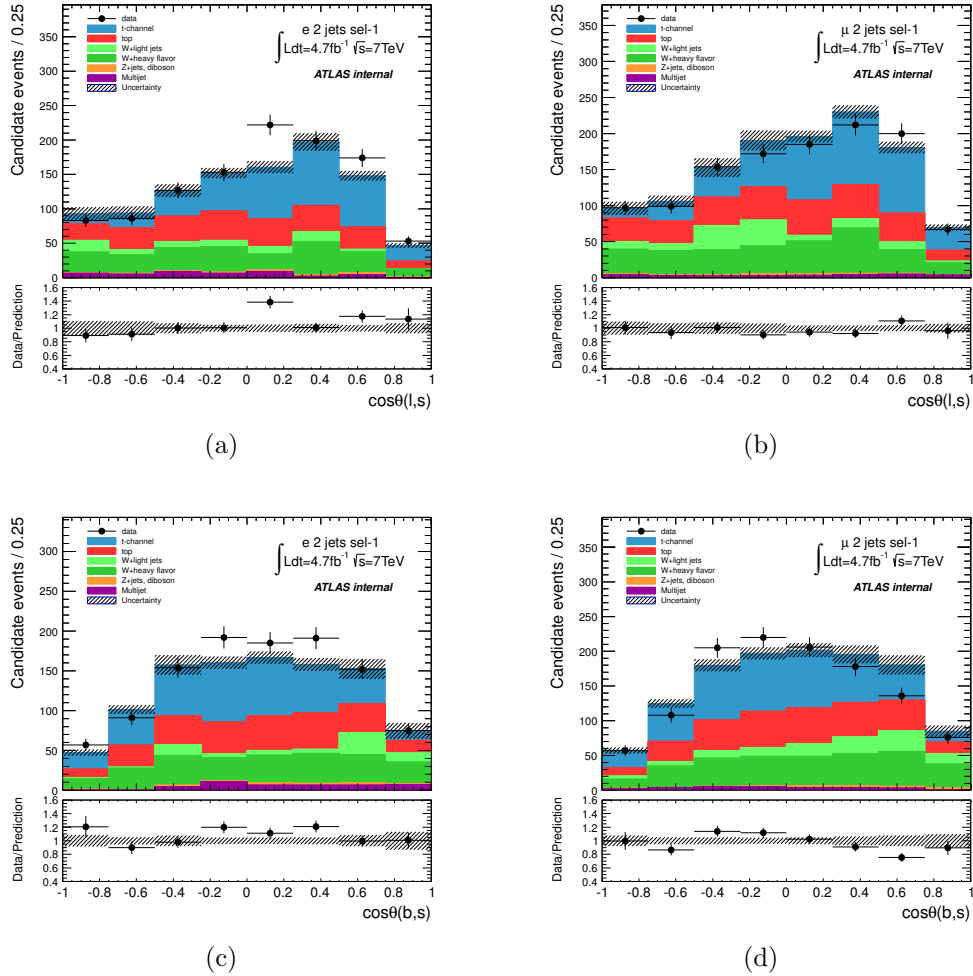 Candidate events / 0.25
350
300
250
200
150
100
50
0
data
t-channel
top
W+light jets
W+heavy flavor
Z+jets, diboson
Multijet
Uncertainty
e 2 jets sel-1
∫ Ldt=4.7fb⁻¹ √s=7TeV
ATLAS internal
Data/Prediction
1.6
1.4
1.2
1
0.8
0.6
0.4
-1 -0.8 -0.6 -0.4 -0.2 0 0.2 0.4 0.6 0.8 1
cosθ(l,s)
(a)
Candidate events / 0.25
350
300
250
200
150
100
50
0
data
t-channel
top
W+light jets
W+heavy flavor
Z+jets, diboson
Multijet
Uncertainty
μ 2 jets sel-1
∫ Ldt=4.7fb⁻¹ √s=7TeV
ATLAS internal
Data/Prediction
1.6
1.4
1.2
1
0.8
0.6
0.4
-1 -0.8 -0.6 -0.4 -0.2 0 0.2 0.4 0.6 0.8 1
cosθ(l,s)
(b)
Candidate events / 0.25
300
250
200
150
100
50
0
data
t-channel
top
W+light jets
W+heavy flavor
Z+jets, diboson
Multijet
Uncertainty
e 2 jets sel-1
∫ Ldt=4.7fb⁻¹ √s=7TeV
ATLAS internal
Data/Prediction
1.6
1.4
1.2
1
0.8
0.6
0.4
-1 -0.8 -0.6 -0.4 -0.2 0 0.2 0.4 0.6 0.8 1
cosθ(b,s)
(c)
Candidate events / 0.25
350
300
250
200
150
100
50
0
data
t-channel
top
W+light jets
W+heavy flavor
Z+jets, diboson
Multijet
Uncertainty
μ 2 jets sel-1
∫ Ldt=4.7fb⁻¹ √s=7TeV
ATLAS internal
Data/Prediction
1.6
1.4
1.2
1
0.8
0.6
0.4
-1 -0.8 -0.6 -0.4 -0.2 0 0.2 0.4 0.6 0.8 1
cosθ(b,s)
(d)